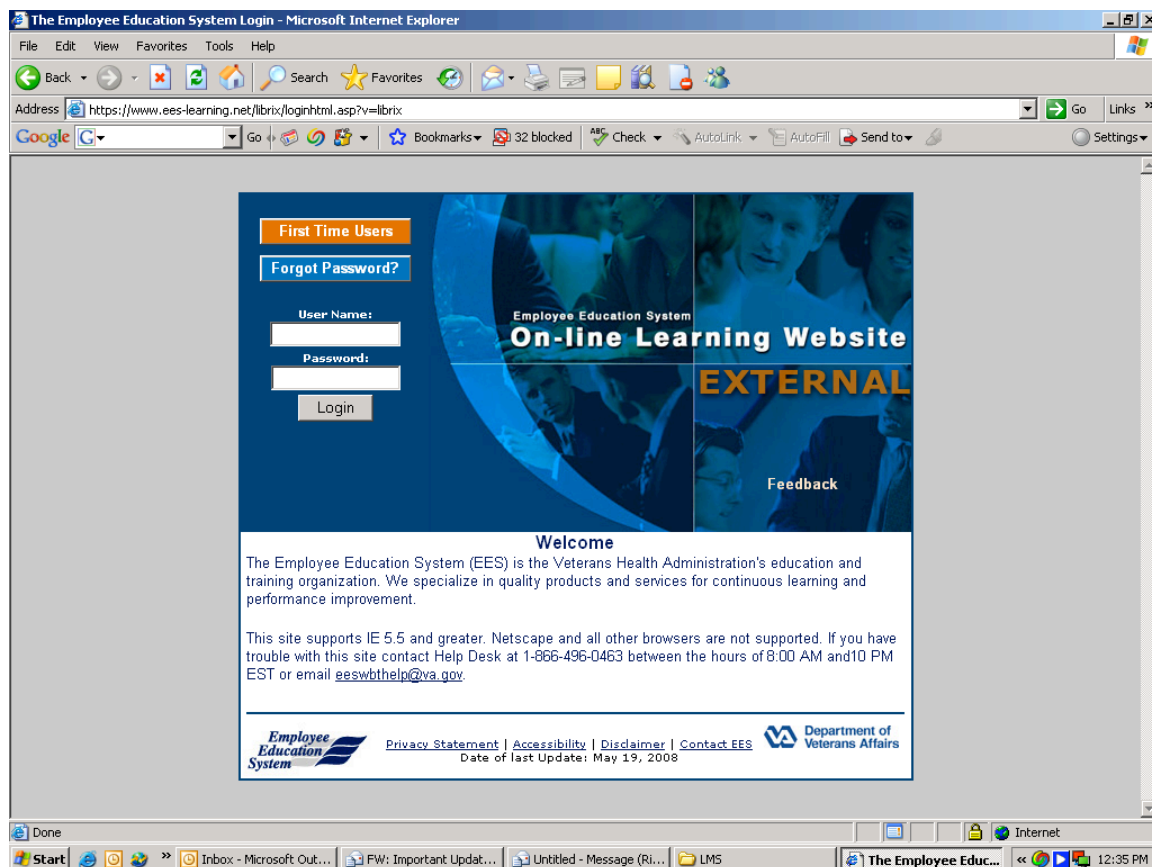 The Employee Education System Login - Microsoft Internet Explorer
File Edit View Favorites Tools Help
Back Search Favorites
Address https://www.ees-learning.net/librix/loginhtml.asp?v=librix Go Links »
Google G Go Bookmarks 32 blocked ABC Check AutoLink AutoFill Send to Settings
First Time Users
Forgot Password?
User Name:
Password:
Login
Employee Education System
On-line Learning Website
EXTERNAL
Feedback
Welcome
The Employee Education System (EES) is the Veterans Health Administration's education and
training organization. We specialize in quality products and services for continuous learning and
performance improvement.
This site supports IE 5.5 and greater. Netscape and all other browsers are not supported. If you have
trouble with this site contact Help Desk at 1-866-496-0463 between the hours of 8:00 AM and10 PM
EST or email eeswbthelp@va.gov.
Employee
Education
System
Privacy Statement | Accessibility | Disclaimer | Contact EES
Date of last Update: May 19, 2008
VA Department of
Veterans Affairs
Done Internet
Start » Inbox - Microsoft Out... FW: Important Updat... Untitled - Message (Ri... LMS The Employee Educ... « 12:35 PM